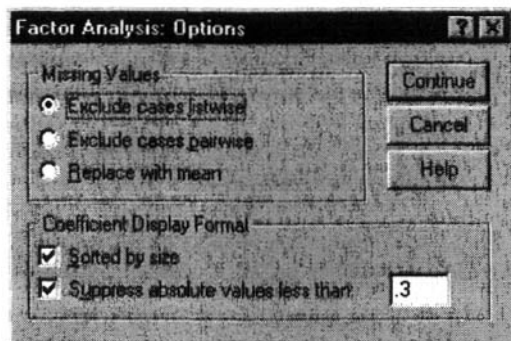 Factor Analysis: Options
Missing Values
Exclude cases listwise
Exclude cases pairwise
Replace with mean
Continue
Cancel
Help
Coefficient Display Format
Sorted by size
Suppress absolute values less than:
.3